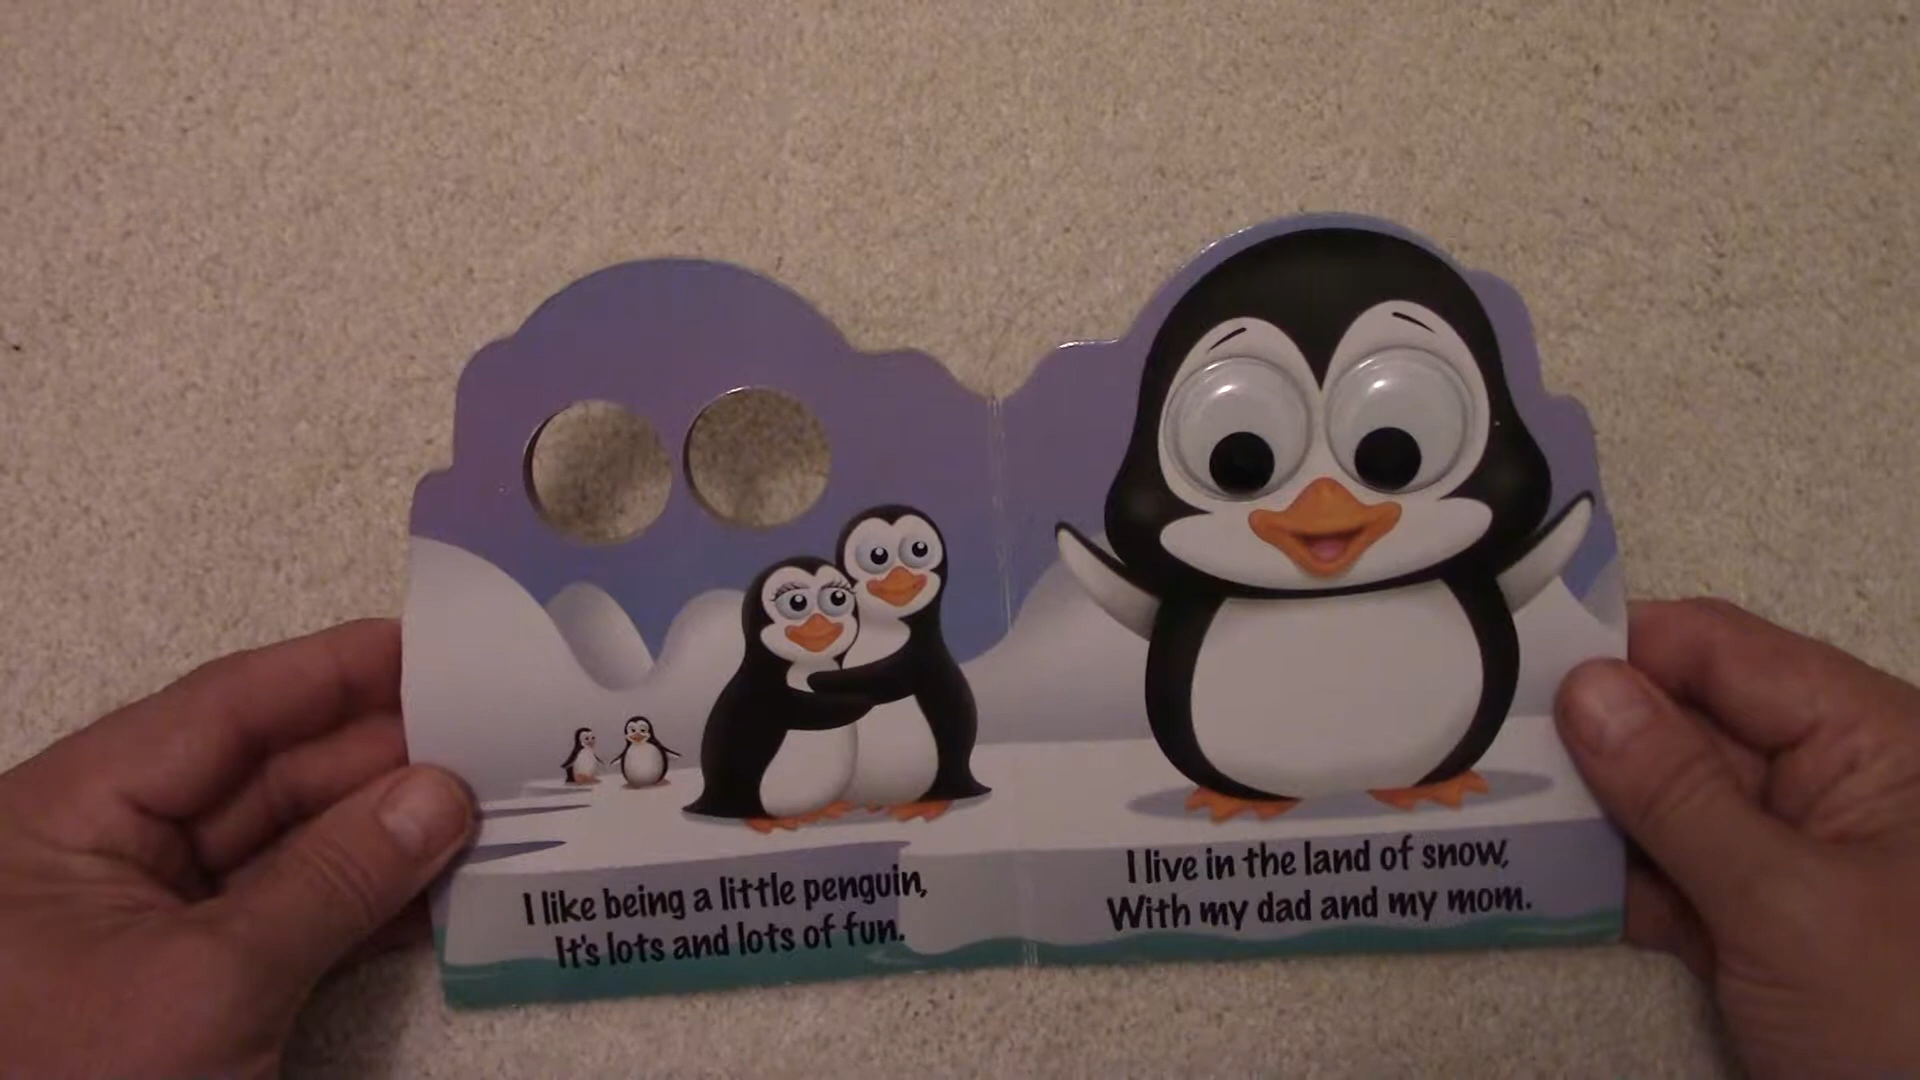 I like being a little penguin,
It's lots and lots of fun.
I live in the land of snow,
With my dad and my mom.